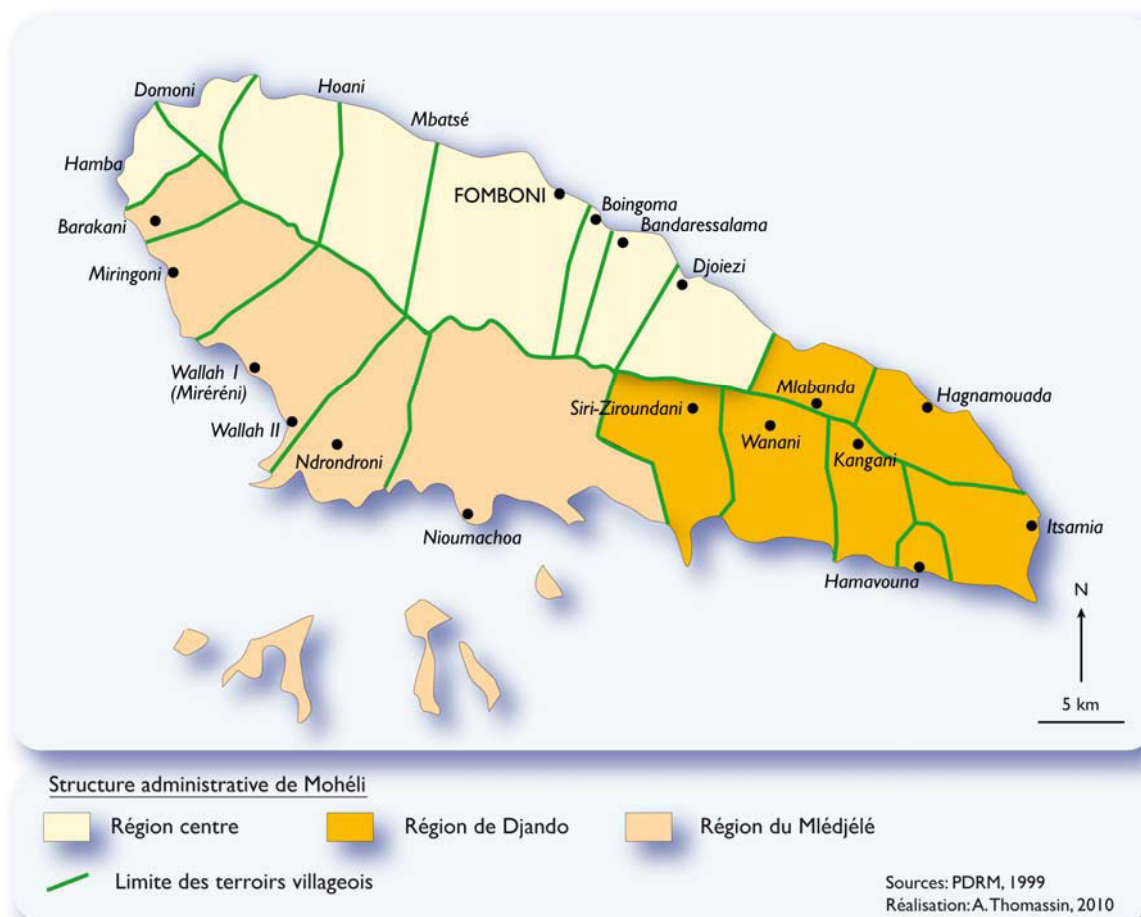 Domoni
Hoani
Mbatsé
Hamba
FOMBONI
Boingoma
Bandaressalama
Barakani
Djoiezi
Miringoni
Wallah I
(Miréréni)
Mlabanda
Hagnamouada
Siri-Ziroundani
Wallah II
Wanani
Ndrondroni
Kangani
Nioumachoa
Itsamia
Hamavouna
N
5 km
Structure administrative de Mohéli
Région centre
Région de Djando
Région du Mlédjélé
Limite des terroirs villageois
Sources: PDRM, 1999
Réalisation: A. Thomassin, 2010